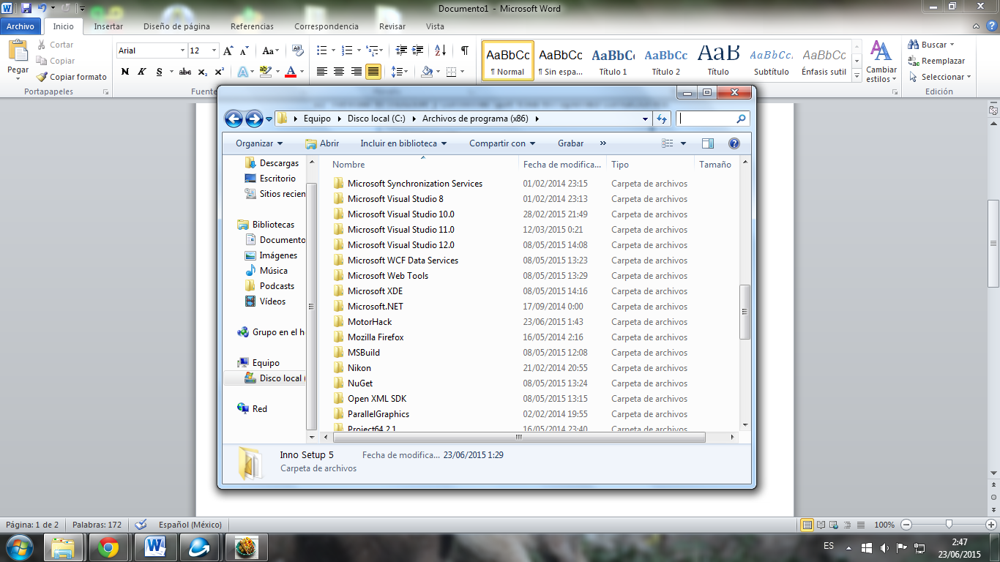 Documento1 - Microsoft Word
Archivo Inicio Insertar Diseño de página Referencias Correspondencia Revisar Vista
Pegar
Cortar
Copiar
Copiar formato
Portapapeles
Arial 12
N K S abc x₂ x²
Fuente
AaBbCc AaBbCc AaBbC AaBbCc AaB AaBbCc. AaBbCc
¶ Normal ¶ Sin espa... Título 1 Título 2 Título Subtítulo Énfasis sutil
Cambiar estilos
Buscar
Reemplazar
Seleccionar
Edición
Equipo Disco local (C:) Archivos de programa (x86)
Organizar Abrir Incluir en biblioteca Compartir con Grabar »
Descargas
Escritorio
Sitios recien
Bibliotecas
Documento
Imágenes
Música
Podcasts
Vídeos
Grupo en el h
Equipo
Disco local (
Red
Nombre Fecha de modifica... Tipo Tamaño
Microsoft Synchronization Services 01/02/2014 23:15 Carpeta de archivos
Microsoft Visual Studio 8 01/02/2014 23:13 Carpeta de archivos
Microsoft Visual Studio 10.0 28/02/2015 21:49 Carpeta de archivos
Microsoft Visual Studio 11.0 12/03/2015 0:21 Carpeta de archivos
Microsoft Visual Studio 12.0 08/05/2015 14:08 Carpeta de archivos
Microsoft WCF Data Services 08/05/2015 13:23 Carpeta de archivos
Microsoft Web Tools 08/05/2015 13:29 Carpeta de archivos
Microsoft XDE 08/05/2015 14:16 Carpeta de archivos
Microsoft.NET 17/09/2014 0:00 Carpeta de archivos
MotorHack 23/06/2015 1:43 Carpeta de archivos
Mozilla Firefox 16/05/2014 2:16 Carpeta de archivos
MSBuild 08/05/2015 12:08 Carpeta de archivos
Nikon 21/02/2014 20:55 Carpeta de archivos
NuGet 08/05/2015 13:24 Carpeta de archivos
Open XML SDK 08/05/2015 13:15 Carpeta de archivos
ParallelGraphics 02/02/2014 19:55 Carpeta de archivos
Project64 2.1 16/05/2014 23:40 Carpeta de archivos
Inno Setup 5 Fecha de modifica... 23/06/2015 1:29
Carpeta de archivos
Página: 1 de 2 Palabras: 172 Español (México) 100%
ES 2:47
23/06/2015